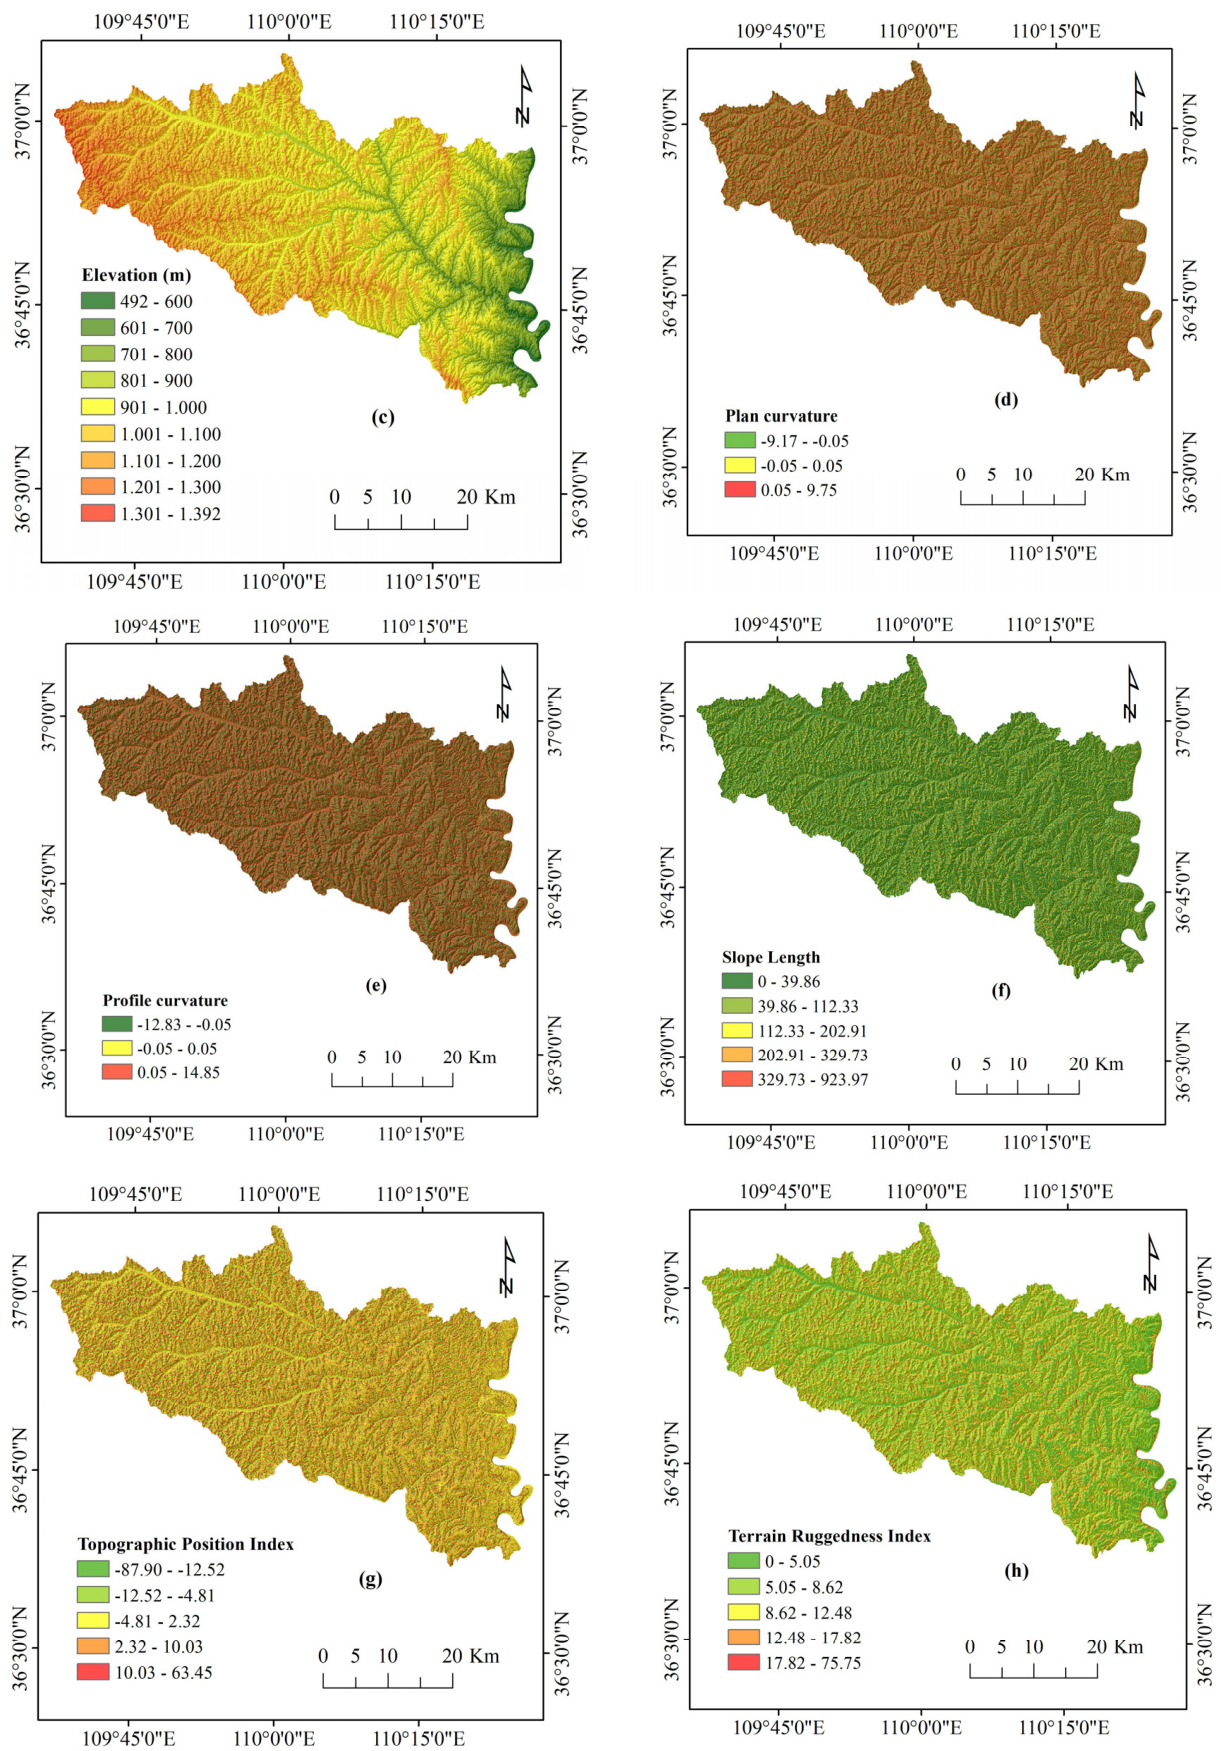 109°45'0"E 110°0'0"E 110°15'0"E
37°0'0"N
36°45'0"N
36°30'0"N
37°0'0"N
36°45'0"N
36°30'0"N
N
Elevation (m)
492 - 600
601 - 700
701 - 800
801 - 900
901 - 1.000
1.001 - 1.100
1.101 - 1.200
1.201 - 1.300
1.301 - 1.392
(c)
0 5 10 20 Km
109°45'0"E 110°0'0"E 110°15'0"E
109°45'0"E 110°0'0"E 110°15'0"E
37°0'0"N
36°45'0"N
36°30'0"N
37°0'0"N
36°45'0"N
36°30'0"N
N
(d)
Plan curvature
-9.17 - -0.05
-0.05 - 0.05
0.05 - 9.75
0 5 10 20 Km
109°45'0"E 110°0'0"E 110°15'0"E
109°45'0"E 110°0'0"E 110°15'0"E
37°0'0"N
36°45'0"N
36°30'0"N
37°0'0"N
36°45'0"N
36°30'0"N
N
(e)
Profile curvature
-12.83 - -0.05
-0.05 - 0.05
0.05 - 14.85
0 5 10 20 Km
109°45'0"E 110°0'0"E 110°15'0"E
109°45'0"E 110°0'0"E 110°15'0"E
37°0'0"N
36°45'0"N
36°30'0"N
37°0'0"N
36°45'0"N
36°30'0"N
N
Slope Length
0 - 39.86
39.86 - 112.33
112.33 - 202.91
202.91 - 329.73
329.73 - 923.97
(f)
0 5 10 20 Km
109°45'0"E 110°0'0"E 110°15'0"E
109°45'0"E 110°0'0"E 110°15'0"E
37°0'0"N
36°45'0"N
36°30'0"N
37°0'0"N
36°45'0"N
36°30'0"N
N
Topographic Position Index
-87.90 - -12.52
-12.52 - -4.81
-4.81 - 2.32
2.32 - 10.03
10.03 - 63.45
(g)
0 5 10 20 Km
109°45'0"E 110°0'0"E 110°15'0"E
109°45'0"E 110°0'0"E 110°15'0"E
37°0'0"N
36°45'0"N
36°30'0"N
37°0'0"N
36°45'0"N
36°30'0"N
N
Terrain Ruggedness Index
0 - 5.05
5.05 - 8.62
8.62 - 12.48
12.48 - 17.82
17.82 - 75.75
(h)
0 5 10 20 Km
109°45'0"E 110°0'0"E 110°15'0"E